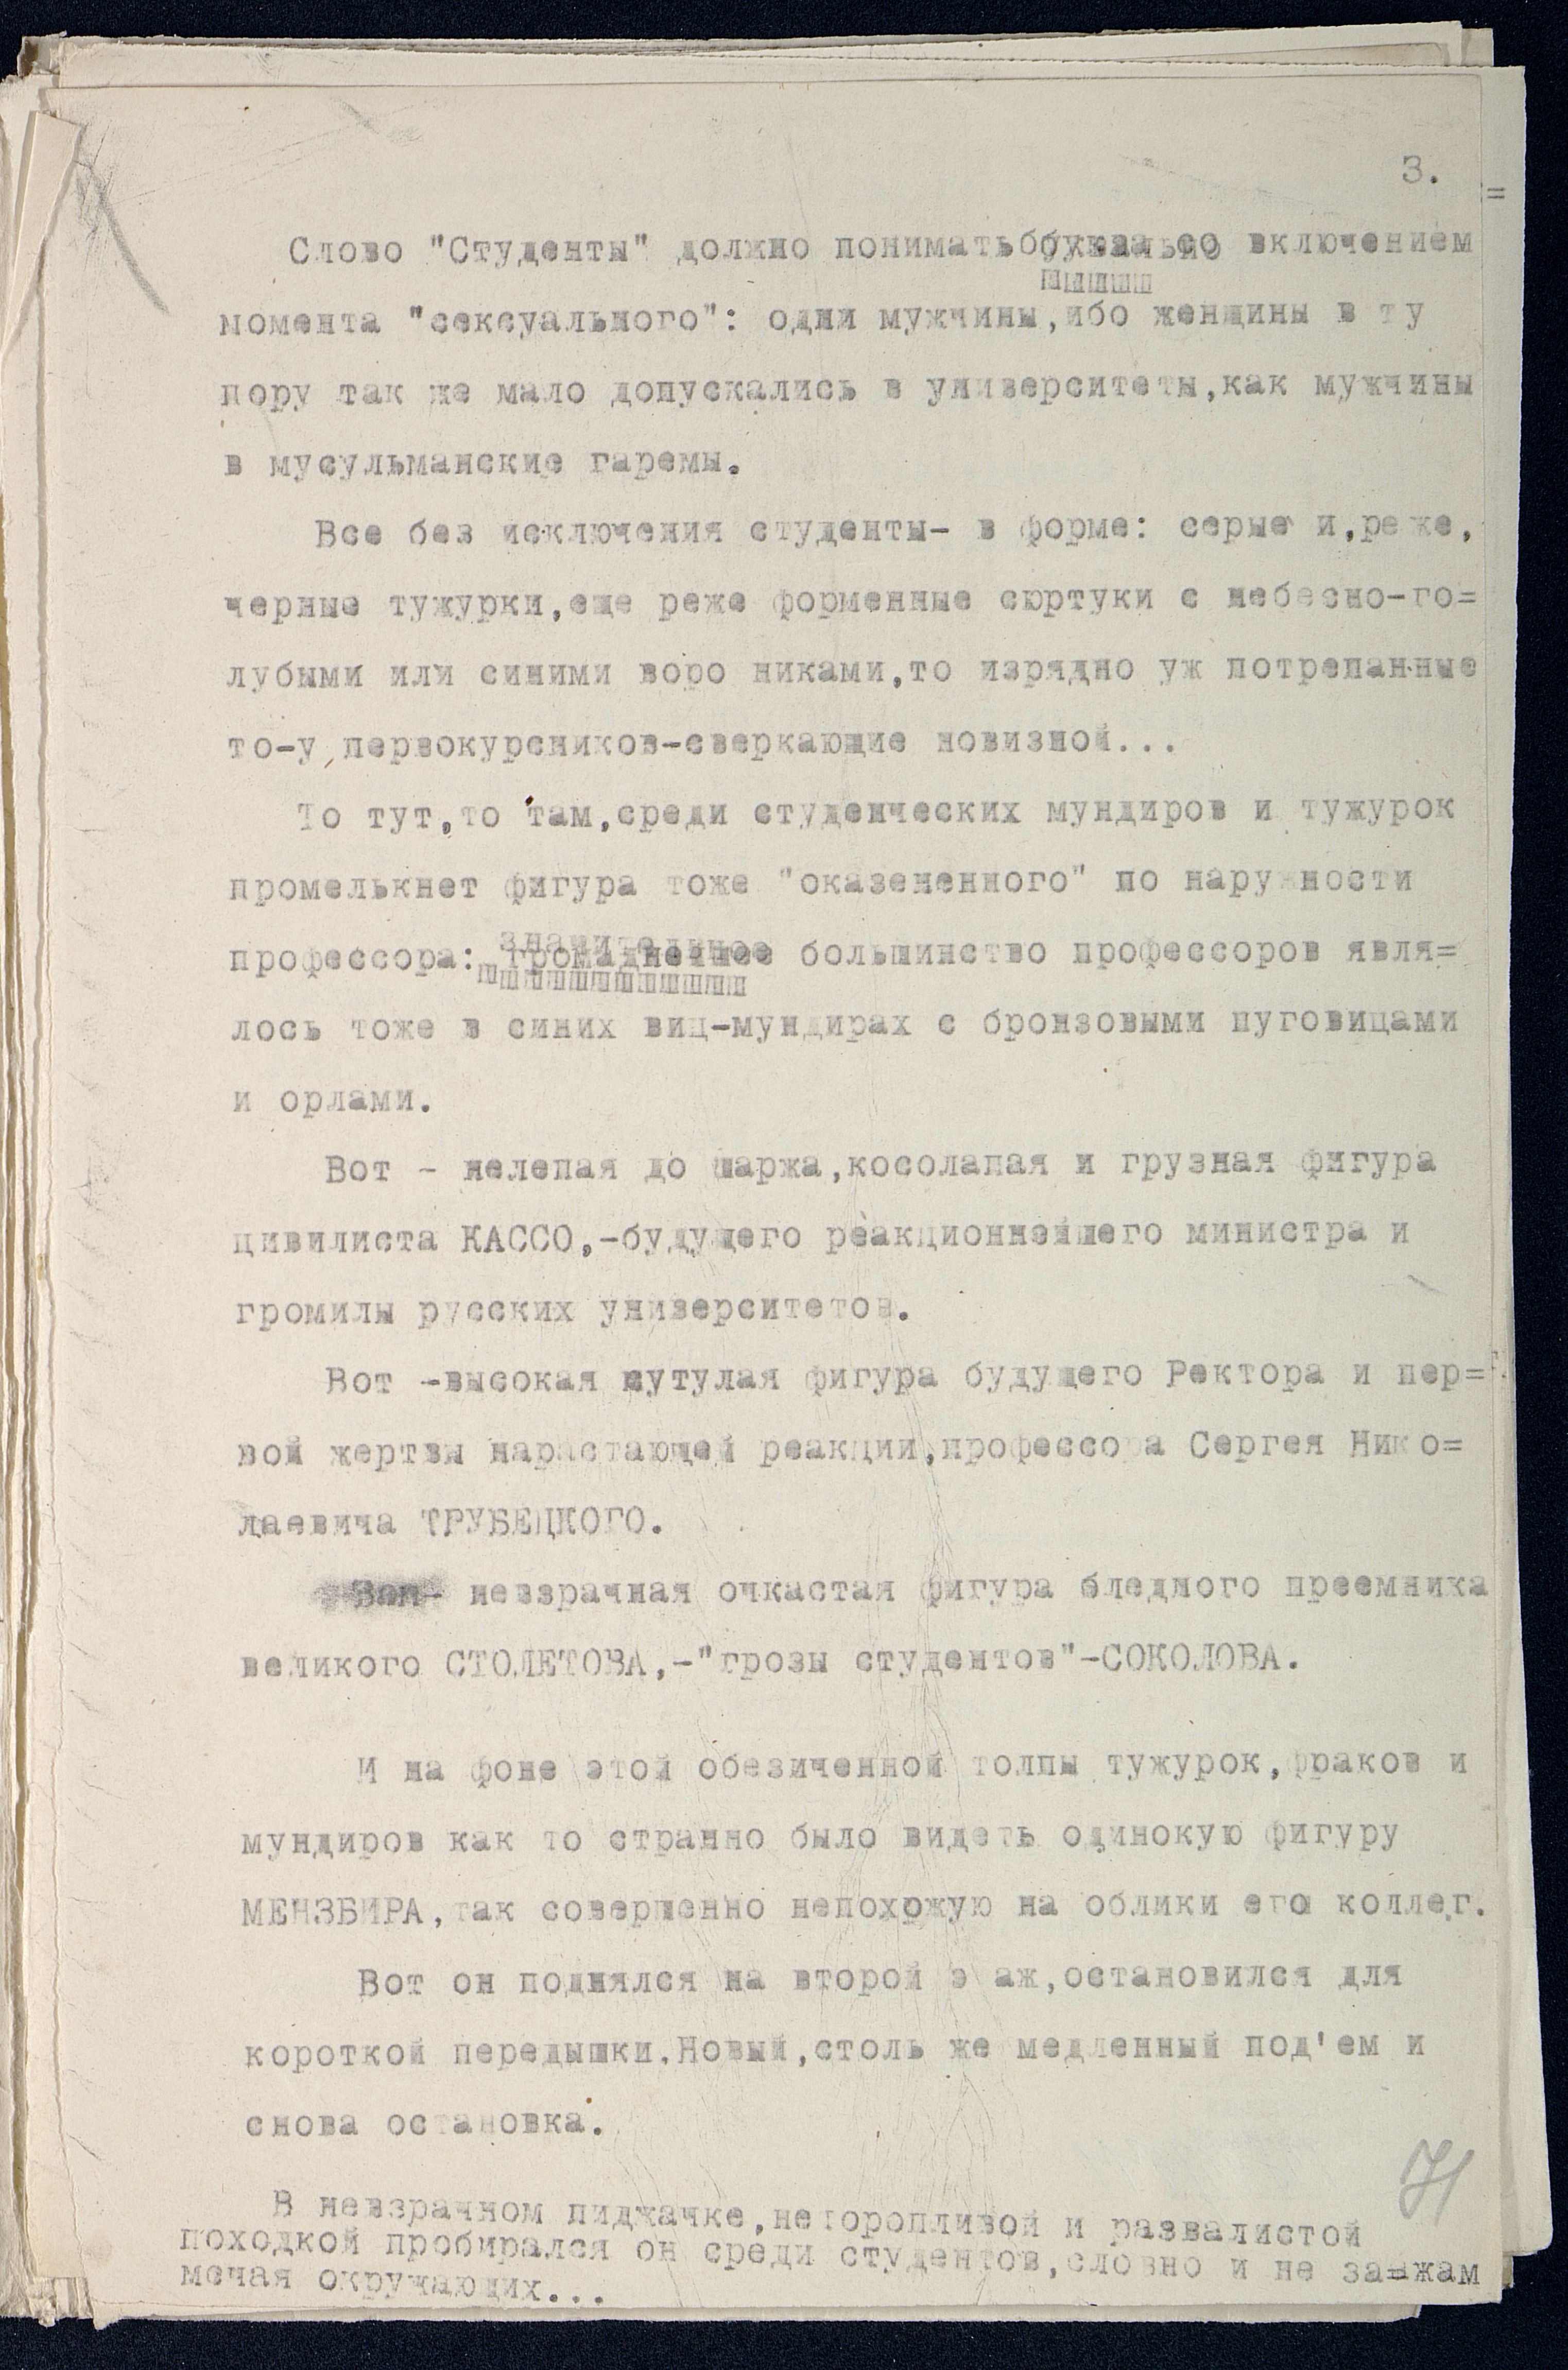 3.
Слово "Студенты" должно понимать буквально со включением
момента "сексуального": одни мужчины,ибо женщины в ту
пору так же мало допускались в университеты,как мужчины
в мусульманские гаремы.
Все без исключения студенты- в форме: серые и,реже,
черные тужурки,еще реже форменные сюртуки с небесно-го=
лубыми или синими воро никами,то изрядно уж потрепанные
то-у первокурсников-сверкающие новизной...
То тут,то там,среди студенческих мундиров и тужурок
промелькнет фигура тоже "оказененного" по наружности
значительное
профессора: громаднейшее большинство профессоров явля=
лось тоже в синих виц-мундирах с бронзовыми пуговицами
и орлами.
Вот - нелепая до шаржа,косолапая и грузная фигура
цивилиста КАССО,-будущего реакционнейшего министра и
громилы русских университетов.
Вот -высокая сутулая фигура будущего Ректора и пер=
вой жертвы нарастающей реакции,профессора Сергея Нико=
лаевича ТРУБЕЦКОГО.
невзрачная очкастая фигура бледного преемника
великого СТОЛЕТОВА,-"грозы студентов"-СОКОЛОВА.
И на фоне этой обезиченной толпы тужурок,фраков и
мундиров как то странно было видеть одинокую фигуру
МЕНЗБИРА,так совершенно непохожую на облики его коллег.
Вот он поднялся на второй этаж,остановился для
короткой передышки.Новый,столь же медленный под'ем и
снова остановка.
В невзрачном пиджачке,неторопливой и развалистой
походкой пробирался он среди студентов,словно и не за=жам
мечая окружающих...
71